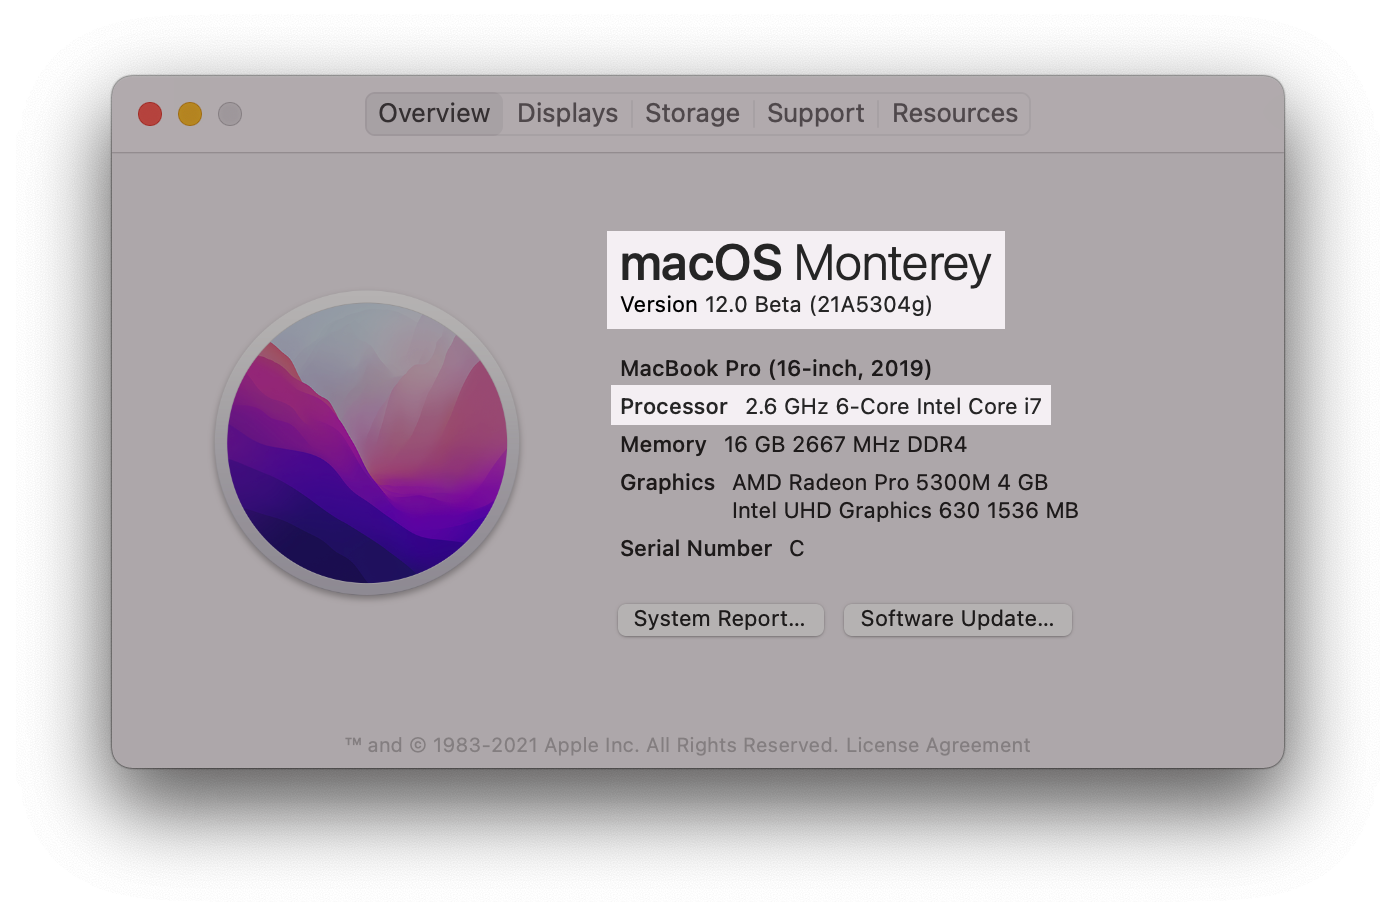 Overview Displays Storage Support Resources
macOS Monterey
Version 12.0 Beta (21A5304g)
MacBook Pro (16-inch, 2019)
Processor 2.6 GHz 6-Core Intel Core i7
Memory 16 GB 2667 MHz DDR4
Graphics AMD Radeon Pro 5300M 4 GB
Intel UHD Graphics 630 1536 MB
Serial Number C
System Report... Software Update...
™ and © 1983-2021 Apple Inc. All Rights Reserved. License Agreement